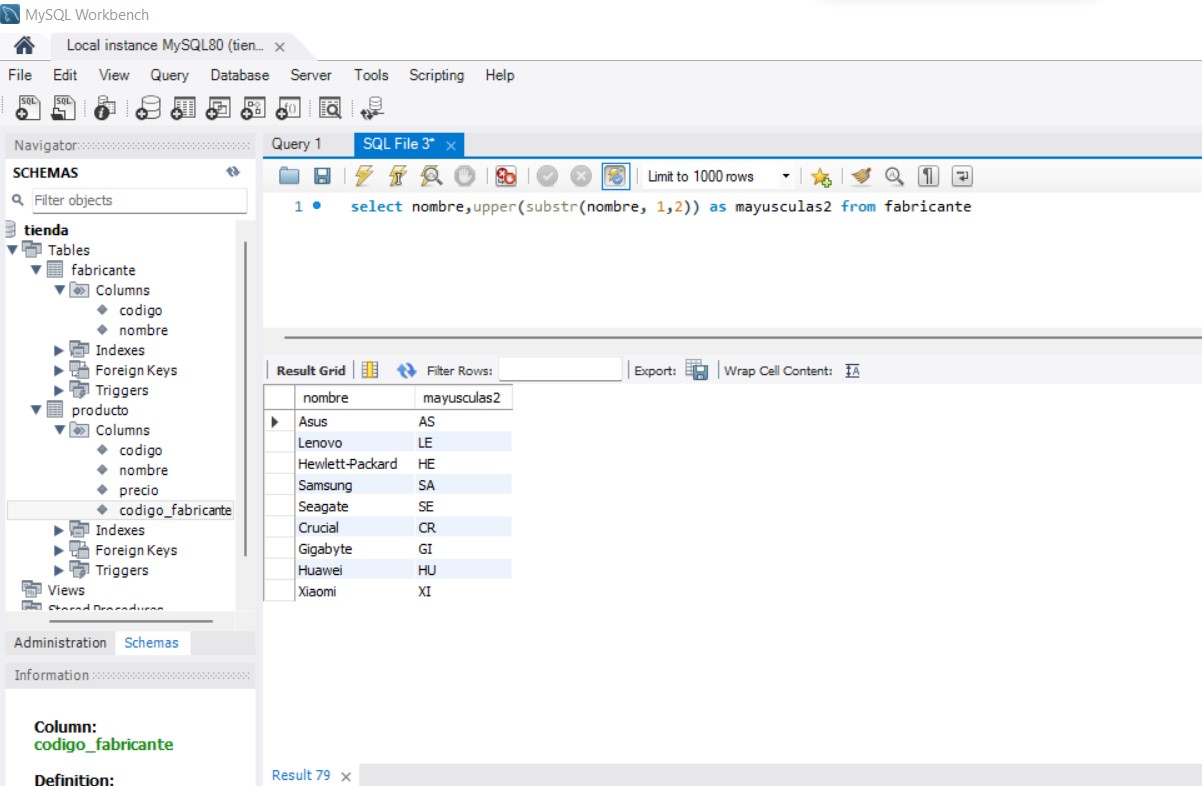 MySQL Workbench
Local instance MySQL80 (tien...
File Edit View Query Database Server Tools Scripting Help
Navigator
SCHEMAS
Filter objects
tienda
Tables
fabricante
Columns
codigo
nombre
Indexes
Foreign Keys
Triggers
producto
Columns
codigo
nombre
precio
codigo_fabricante
Indexes
Foreign Keys
Triggers
Views
Stored Procedures
Administration Schemas
Information
Column:
codigo_fabricante
Definition:
Query 1 SQL File 3*
Limit to 1000 rows
1 select nombre,upper(substr(nombre, 1,2)) as mayusculas2 from fabricante
Result Grid Filter Rows: Export: Wrap Cell Content:
nombre mayusculas2
Asus AS
Lenovo LE
Hewlett-Packard HE
Samsung SA
Seagate SE
Crucial CR
Gigabyte GI
Huawei HU
Xiaomi XI
Result 79